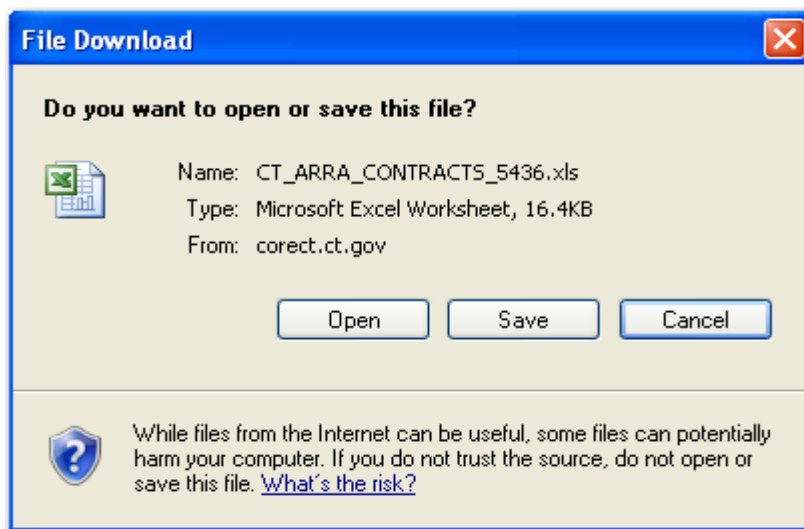 File Download
Do you want to open or save this file?
Name: CT_ARRA_CONTRACTS_5436.xls
Type: Microsoft Excel Worksheet, 16.4KB
From: corect.ct.gov
Open Save Cancel
While files from the Internet can be useful, some files can potentially
harm your computer. If you do not trust the source, do not open or
save this file. What's the risk?